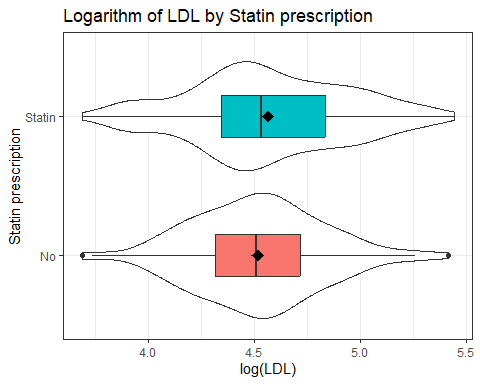 Logarithm of LDL by Statin prescription
Statin prescription
Statin
No
4.0 4.5 5.0 5.5
log(LDL)